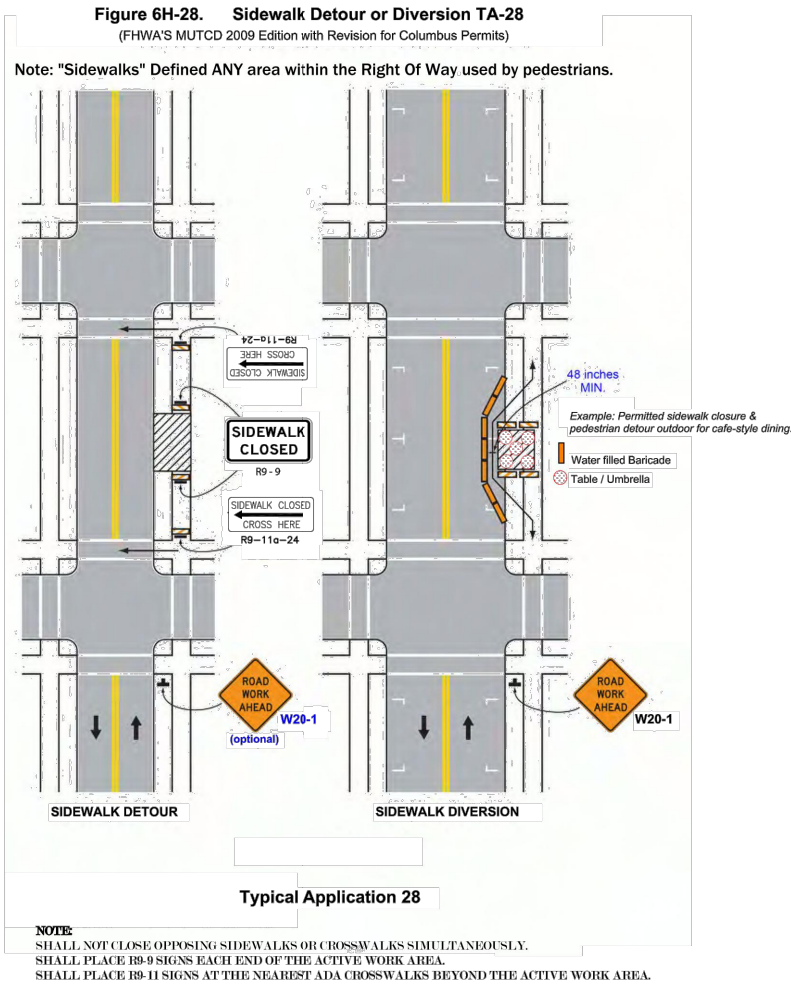 Figure 6H-28. Sidewalk Detour or Diversion TA-28
(FHWA'S MUTCD 2009 Edition with Revision for Columbus Permits)
Note: "Sidewalks" Defined ANY area within the Right Of Way used by pedestrians.
R9-11a-24
CROSS HERE
SIDEWALK CLOSED
SIDEWALK
CLOSED
R9-9
SIDEWALK CLOSED
CROSS HERE
R9-11a-24
ROAD
WORK
AHEAD
W20-1
(optional)
SIDEWALK DETOUR
48 inches
MIN.
Example: Permitted sidewalk closure &
pedestrian detour outdoor for cafe-style dining.
Water filled Baricade
Table / Umbrella
ROAD
WORK
AHEAD
W20-1
SIDEWALK DIVERSION
Typical Application 28
NOTE:
SHALL NOT CLOSE OPPOSING SIDEWALKS OR CROSSWALKS SIMULTANEOUSLY.
SHALL PLACE R9-9 SIGNS EACH END OF THE ACTIVE WORK AREA.
SHALL PLACE R9-11 SIGNS AT THE NEAREST ADA CROSSWALKS BEYOND THE ACTIVE WORK AREA.